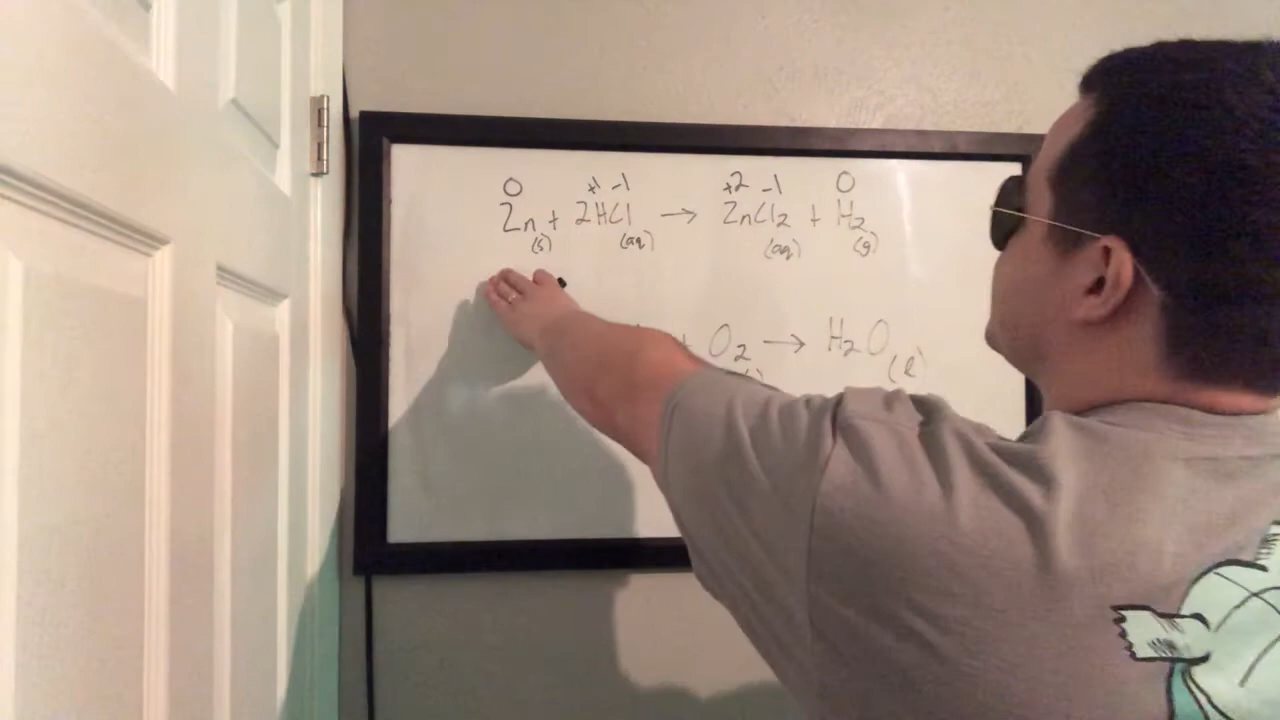 0 +1 -1 +2 -1 0
Zn(s) + 2HCl(aq) → ZnCl2(aq) + H2(g)
+ O2 → H2O(l)